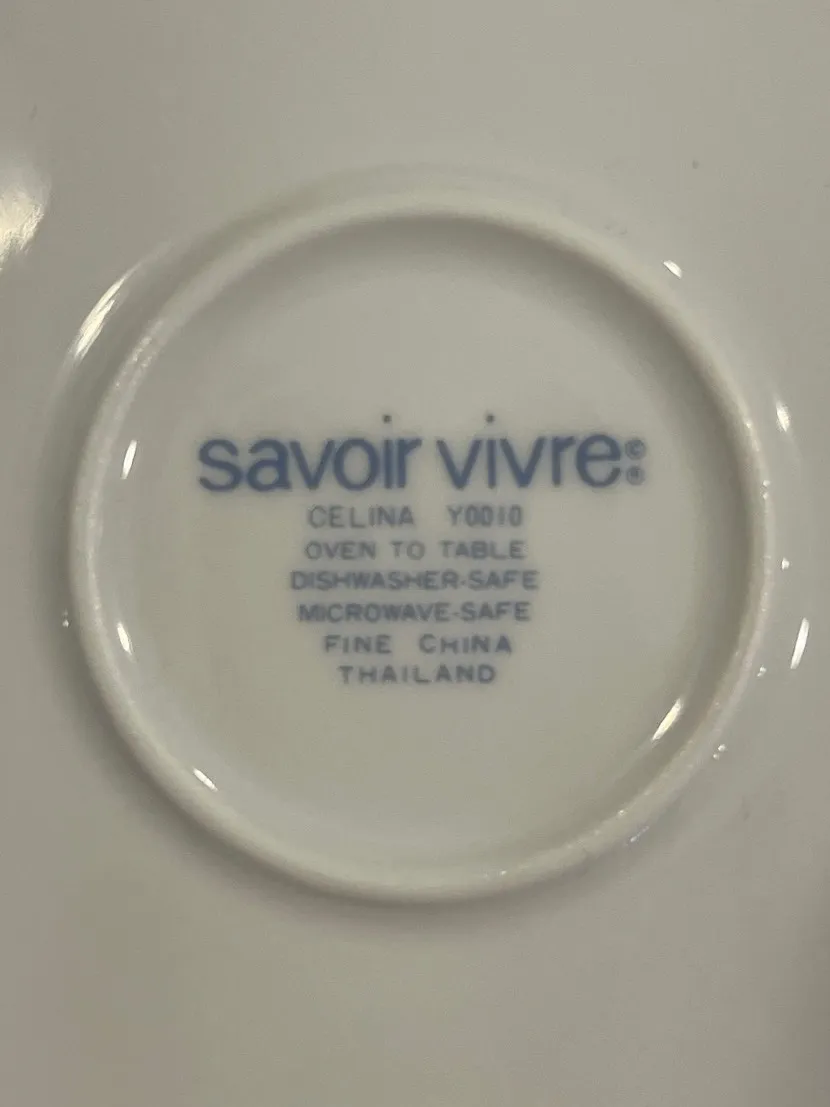 savoir vivre©®
CELINA Y0010
OVEN TO TABLE
DISHWASHER-SAFE
MICROWAVE-SAFE
FINE CHINA
THAILAND